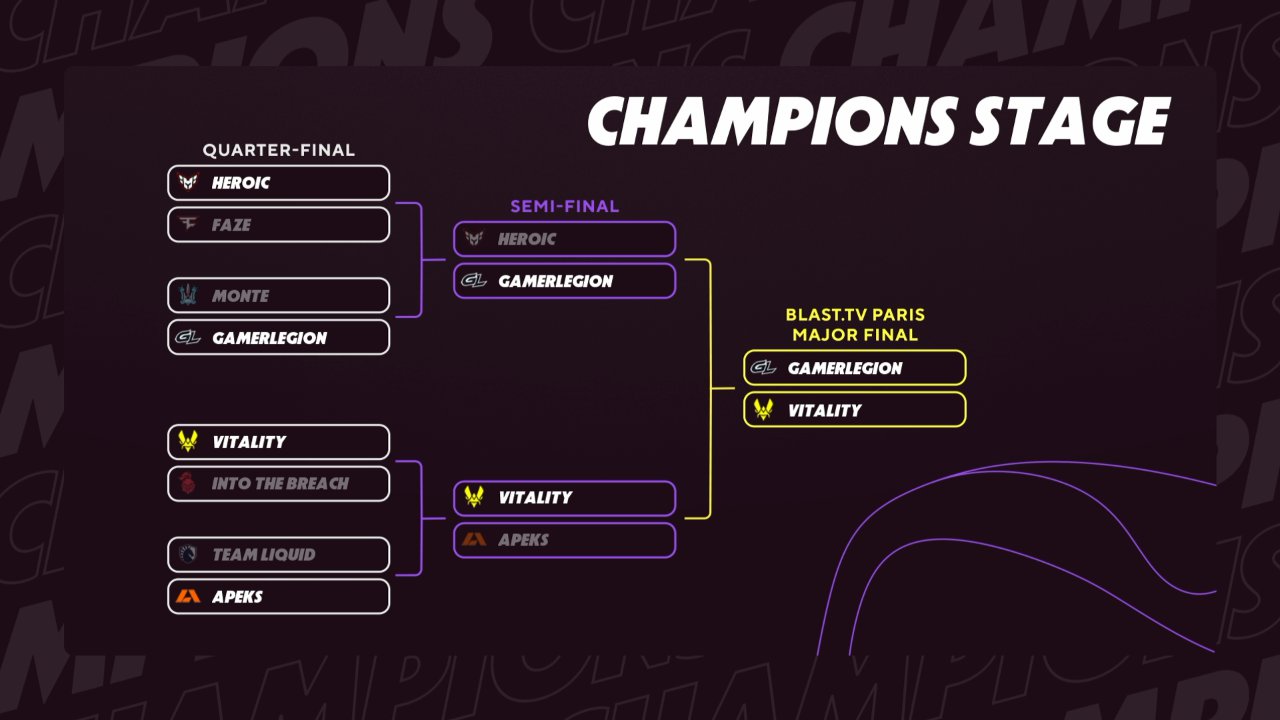 CHAMPIONS STAGE
QUARTER-FINAL
HEROIC
FAZE
MONTE
GAMERLEGION
VITALITY
INTO THE BREACH
TEAM LIQUID
APEKS
SEMI-FINAL
HEROIC
GAMERLEGION
VITALITY
APEKS
BLAST.TV PARIS
MAJOR FINAL
GAMERLEGION
VITALITY